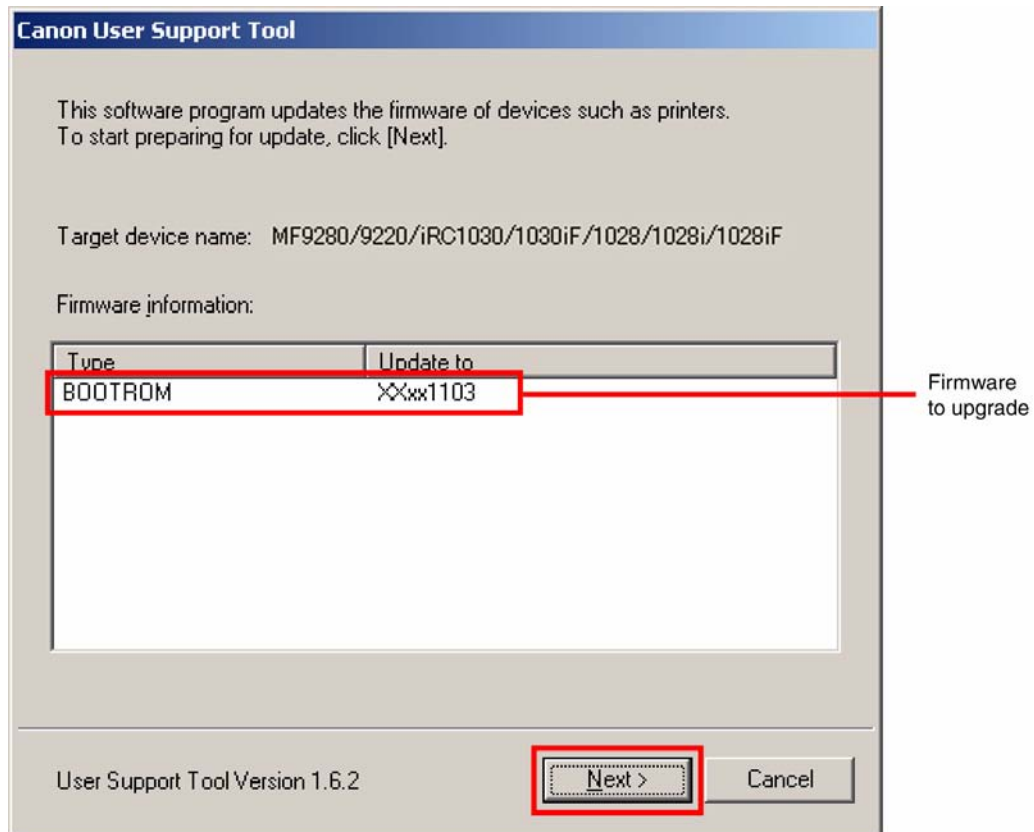 Canon User Support Tool
This software program updates the firmware of devices such as printers.
To start preparing for update, click [Next].
Target device name: MF9280/9220/iRC1030/1030iF/1028/1028i/1028iF
Firmware information:
Type Update to
BOOTROM XXxx1103
Firmware
to upgrade
User Support Tool Version 1.6.2 Next > Cancel